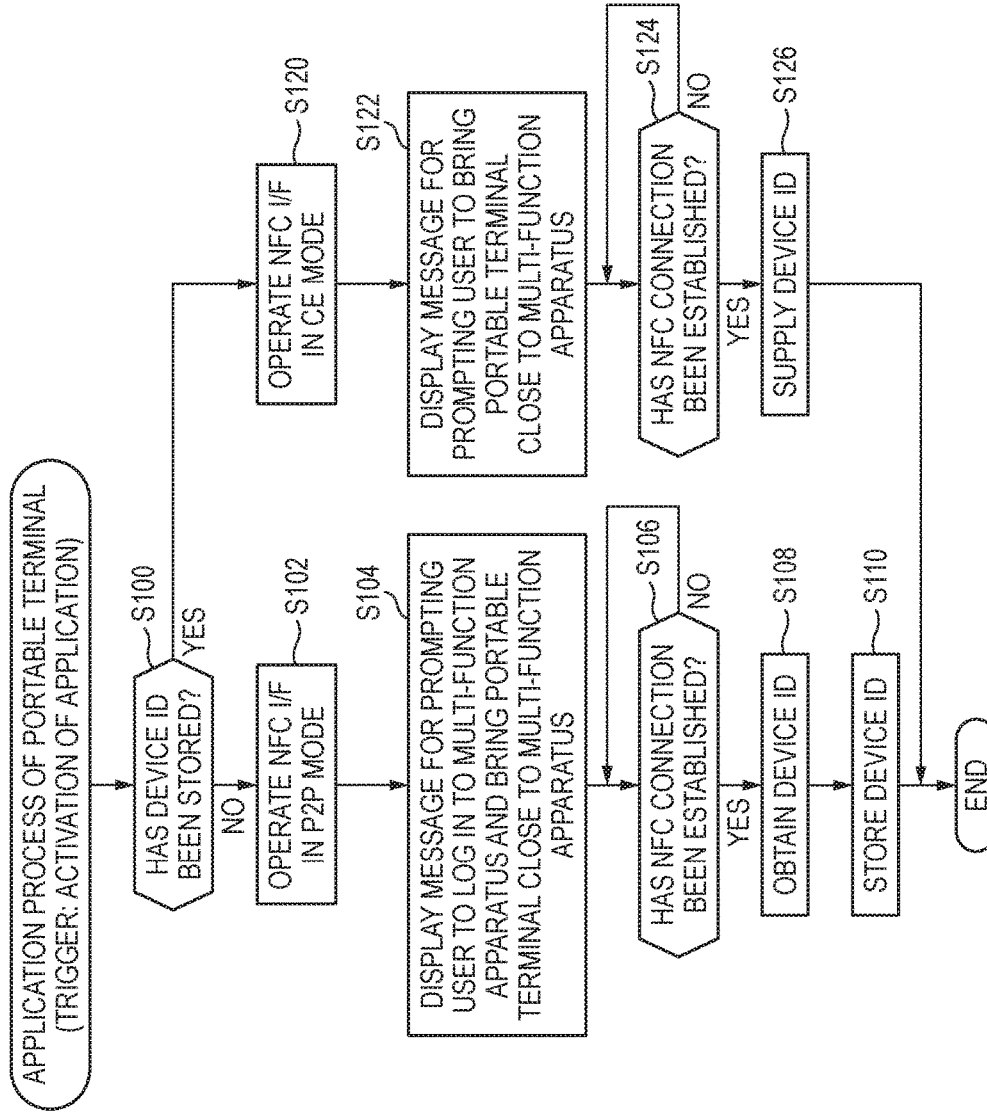 APPLICATION PROCESS OF PORTABLE TERMINAL
(TRIGGER: ACTIVATION OF APPLICATION)
S100
HAS DEVICE ID
BEEN STORED?
YES
NO
S102
OPERATE NFC I/F
IN P2P MODE
S104
DISPLAY MESSAGE FOR PROMPTING
USER TO LOG IN TO MULTI-FUNCTION
APPARATUS AND BRING PORTABLE
TERMINAL CLOSE TO MULTI-FUNCTION
APPARATUS
S106
HAS NFC CONNECTION
BEEN ESTABLISHED?
NO
YES
S108
OBTAIN DEVICE ID
S110
STORE DEVICE ID
S120
OPERATE NFC I/F
IN CE MODE
S122
DISPLAY MESSAGE FOR
PROMPTING USER TO BRING
PORTABLE TERMINAL
CLOSE TO MULTI-FUNCTION
APPARATUS
S124
HAS NFC CONNECTION
BEEN ESTABLISHED?
NO
YES
S126
SUPPLY DEVICE ID
END